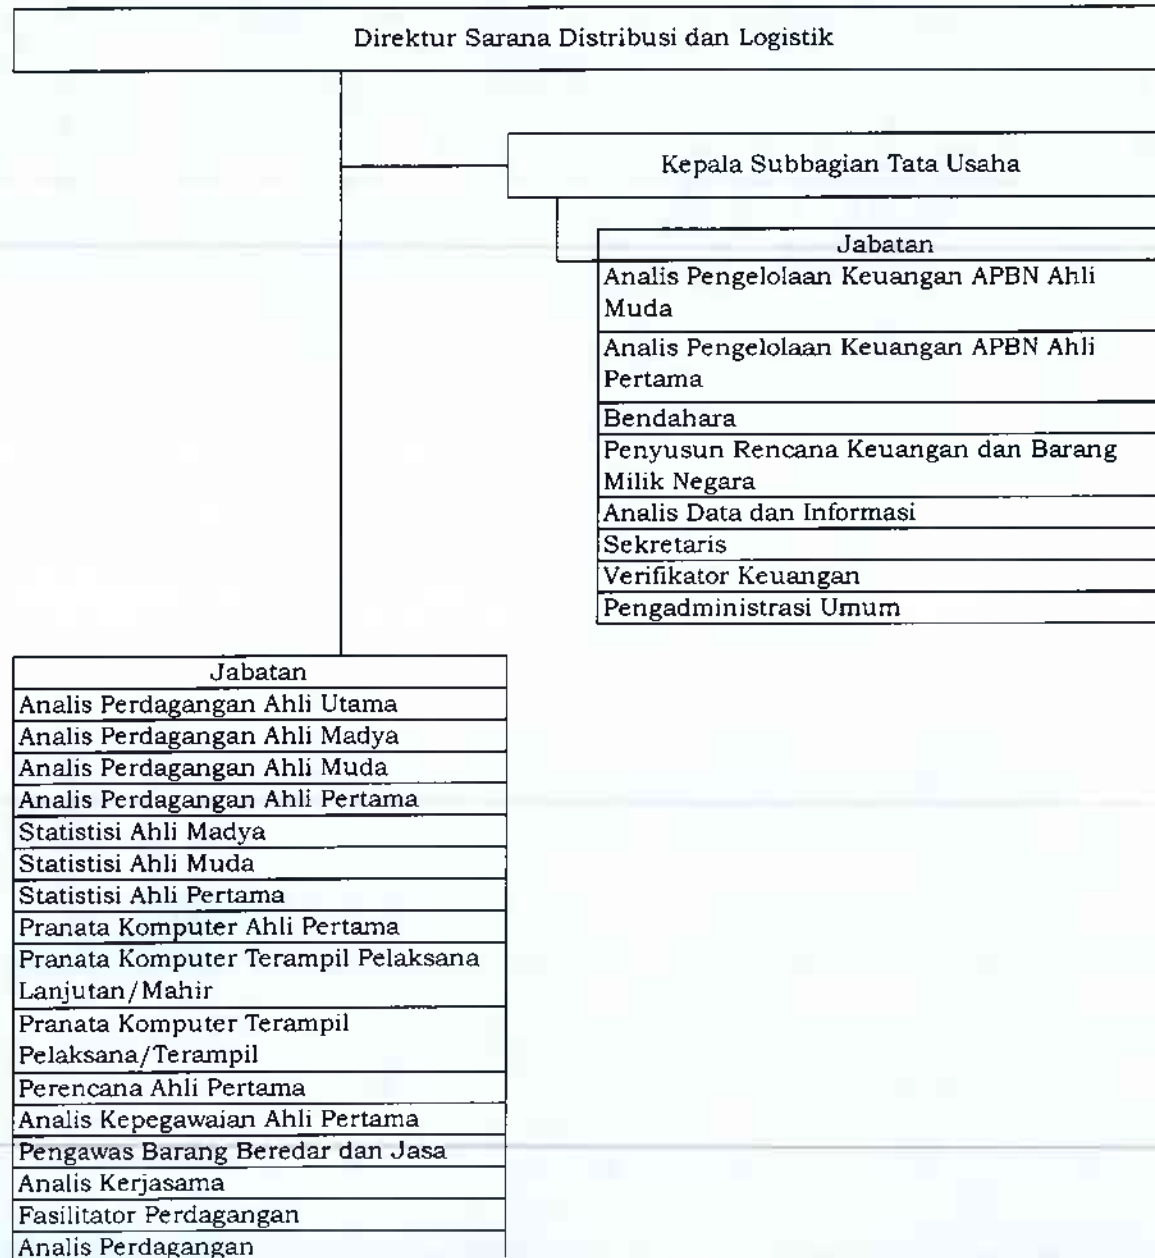 Direktur Sarana Distribusi dan Logistik
Kepala Subbagian Tata Usaha
Jabatan
Analis Pengelolaan Keuangan APBN Ahli
Muda
Analis Pengelolaan Keuangan APBN Ahli
Pertama
Bendahara
Penyusun Rencana Keuangan dan Barang
Milik Negara
Analis Data dan Informasi
Sekretaris
Verifikator Keuangan
Pengadministrasi Umum
Jabatan
Analis Perdagangan Ahli Utama
Analis Perdagangan Ahli Madya
Analis Perdagangan Ahli Muda
Analis Perdagangan Ahli Pertama
Statistisi Ahli Madya
Statistisi Ahli Muda
Statistisi Ahli Pertama
Pranata Komputer Ahli Pertama
Pranata Komputer Terampil Pelaksana
Lanjutan/Mahir
Pranata Komputer Terampil
Pelaksana/Terampil
Perencana Ahli Pertama
Analis Kepegawaian Ahli Pertama
Pengawas Barang Beredar dan Jasa
Analis Kerjasama
Fasilitator Perdagangan
Analis Perdagangan